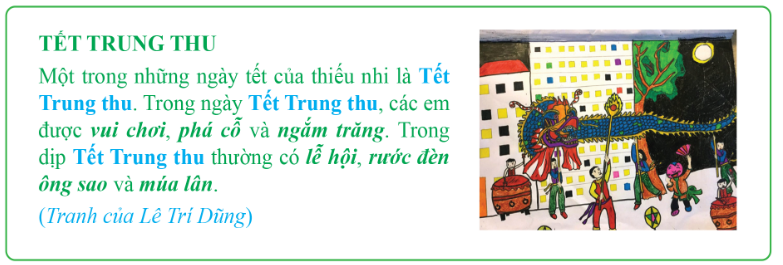 TẾT TRUNG THU
Một trong những ngày tết của thiếu nhi là Tết
Trung thu. Trong ngày Tết Trung thu, các em
được vui chơi, phá cỗ và ngắm trăng. Trong
dịp Tết Trung thu thường có lễ hội, rước đèn
ông sao và múa lân.
(Tranh của Lê Trí Dũng)